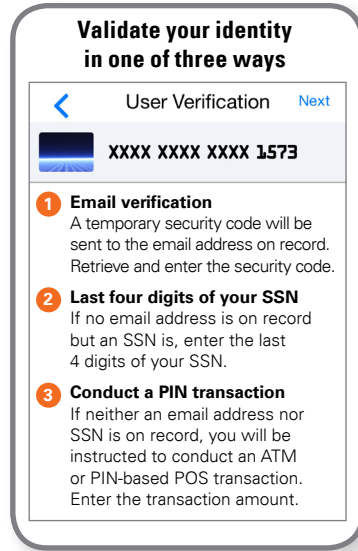 Validate your identity
in one of three ways
User Verification Next
XXXX XXXX XXXX 1573
1 Email verification
A temporary security code will be
sent to the email address on record.
Retrieve and enter the security code.
2 Last four digits of your SSN
If no email address is on record
but an SSN is, enter the last
4 digits of your SSN.
3 Conduct a PIN transaction
If neither an email address nor
SSN is on record, you will be
instructed to conduct an ATM
or PIN-based POS transaction.
Enter the transaction amount.